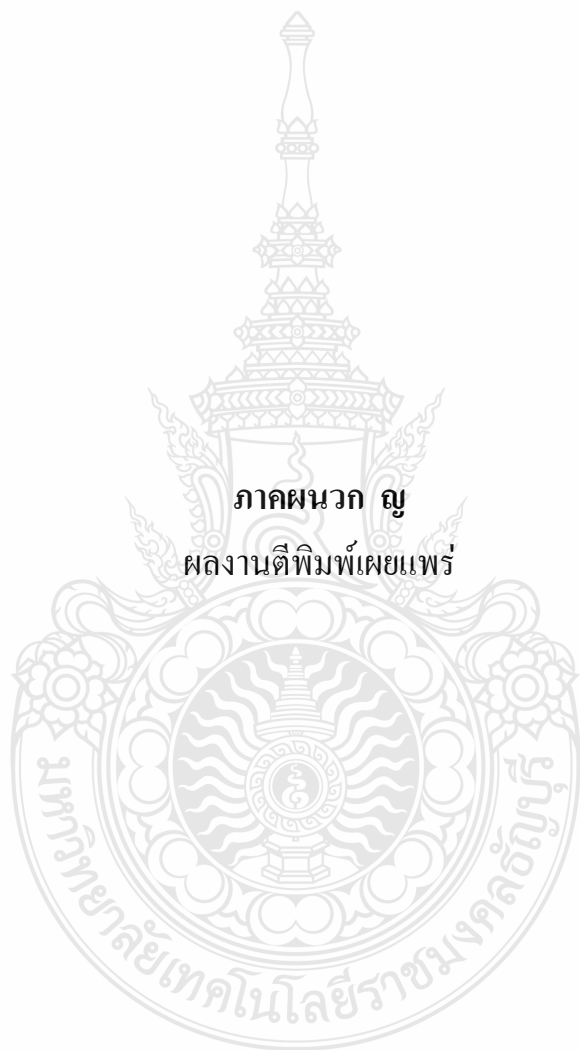 ภาคผนวก ญ
ผลงานตีพิมพ์เผยแพร่
มหาวิทยาลัยเทคโนโลยีราชมงคลธัญบุรี